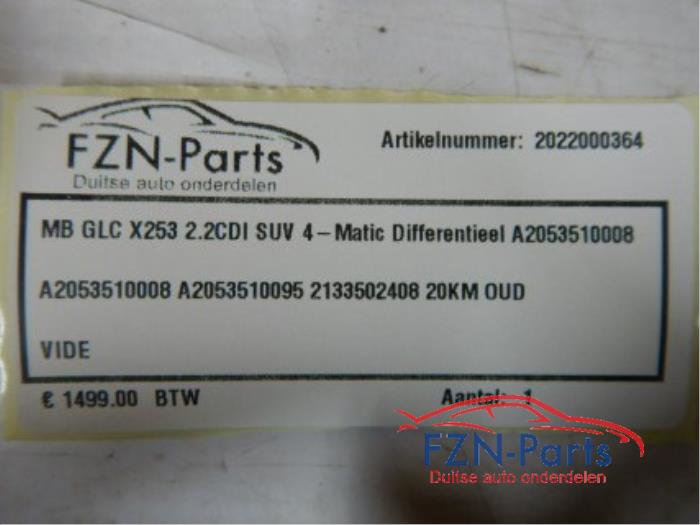 FZN-Parts
Duitse auto onderdelen
Artikelnummer: 2022000364
MB GLC X253 2.2CDI SUV 4-Matic Differentieel A2053510008
A2053510008 A2053510095 2133502408 20KM OUD
VIDE
€ 1499.00 BTW
Aantal: 1
FZN-Parts
Duitse auto onderdelen